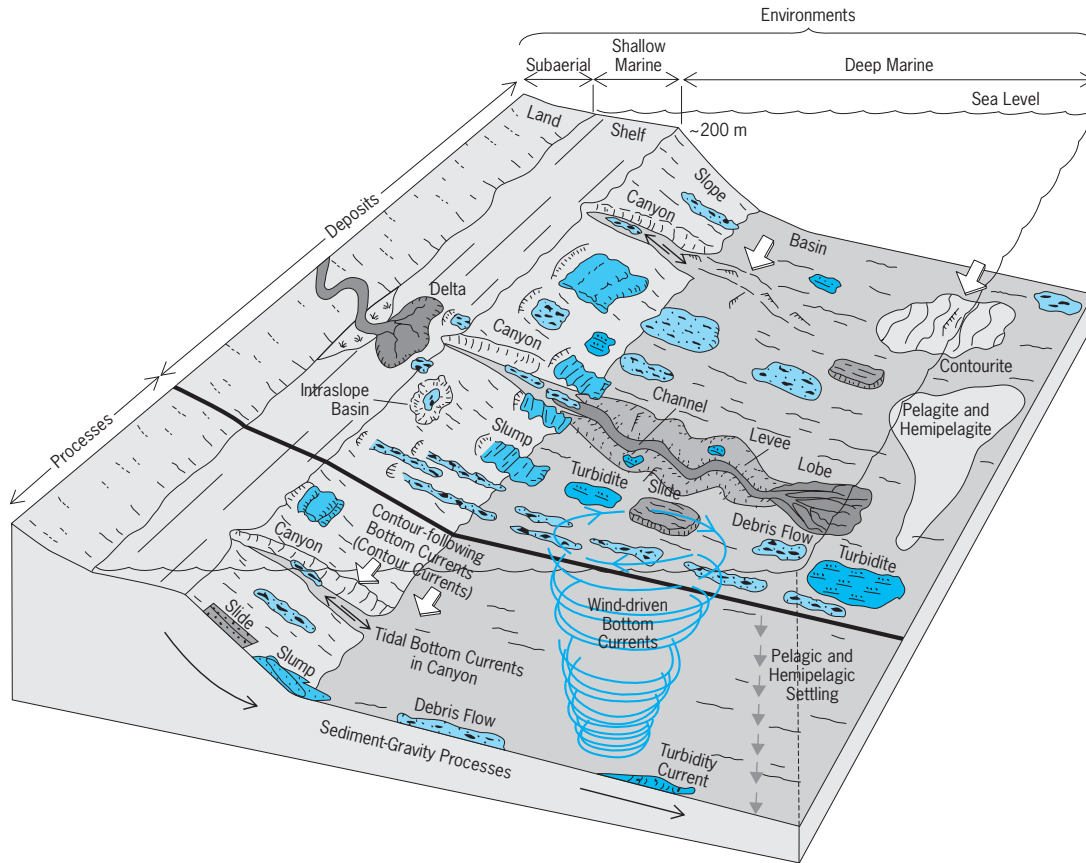 Environments
Shallow
Marine
Subaerial
Deep Marine
Sea Level
Land
Shelf
~200 m
Slope
Canyon
Basin
Deposits
Delta
Canyon
Contourite
Intraslope
Basin
Channel
Pelagite and
Hemipelagite
Levee
Processes
Slump
Lobe
Turbidite
Slide
Debris Flow
Turbidite
Canyon
Contour-following
Bottom Currents
(Contour Currents)
Wind-driven
Bottom
Currents
Slide
Tidal Bottom Currents
in Canyon
Pelagic and
Hemipelagic
Settling
Slump
Debris Flow
Sediment-Gravity Processes
Turbidity
Current